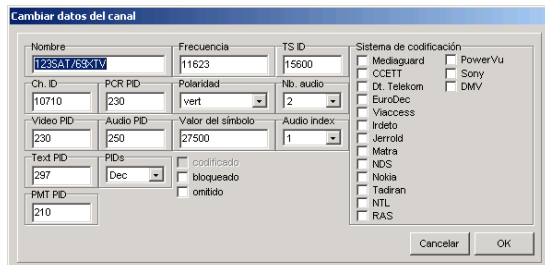 Cambiar datos del canal
Nombre
123SAT/69XTV
Frecuencia
11623
TS ID
15600
Ch. ID
10710
PCR PID
230
Polaridad
vert
Nb. audio
2
Video PID
230
Audio PID
250
Valor del símbolo
27500
Audio index
1
Text PID
297
PIDs
Dec
codificado
bloqueado
omitido
PMT PID
210
Sistema de codificación
Mediaguard
CCETT
Dt. Telekom
EuroDec
Viaccess
Irdeto
Jerrold
Matra
NDS
Nokia
Tadiran
NTL
RAS
PowerVu
Sony
DMV
Cancelar
OK